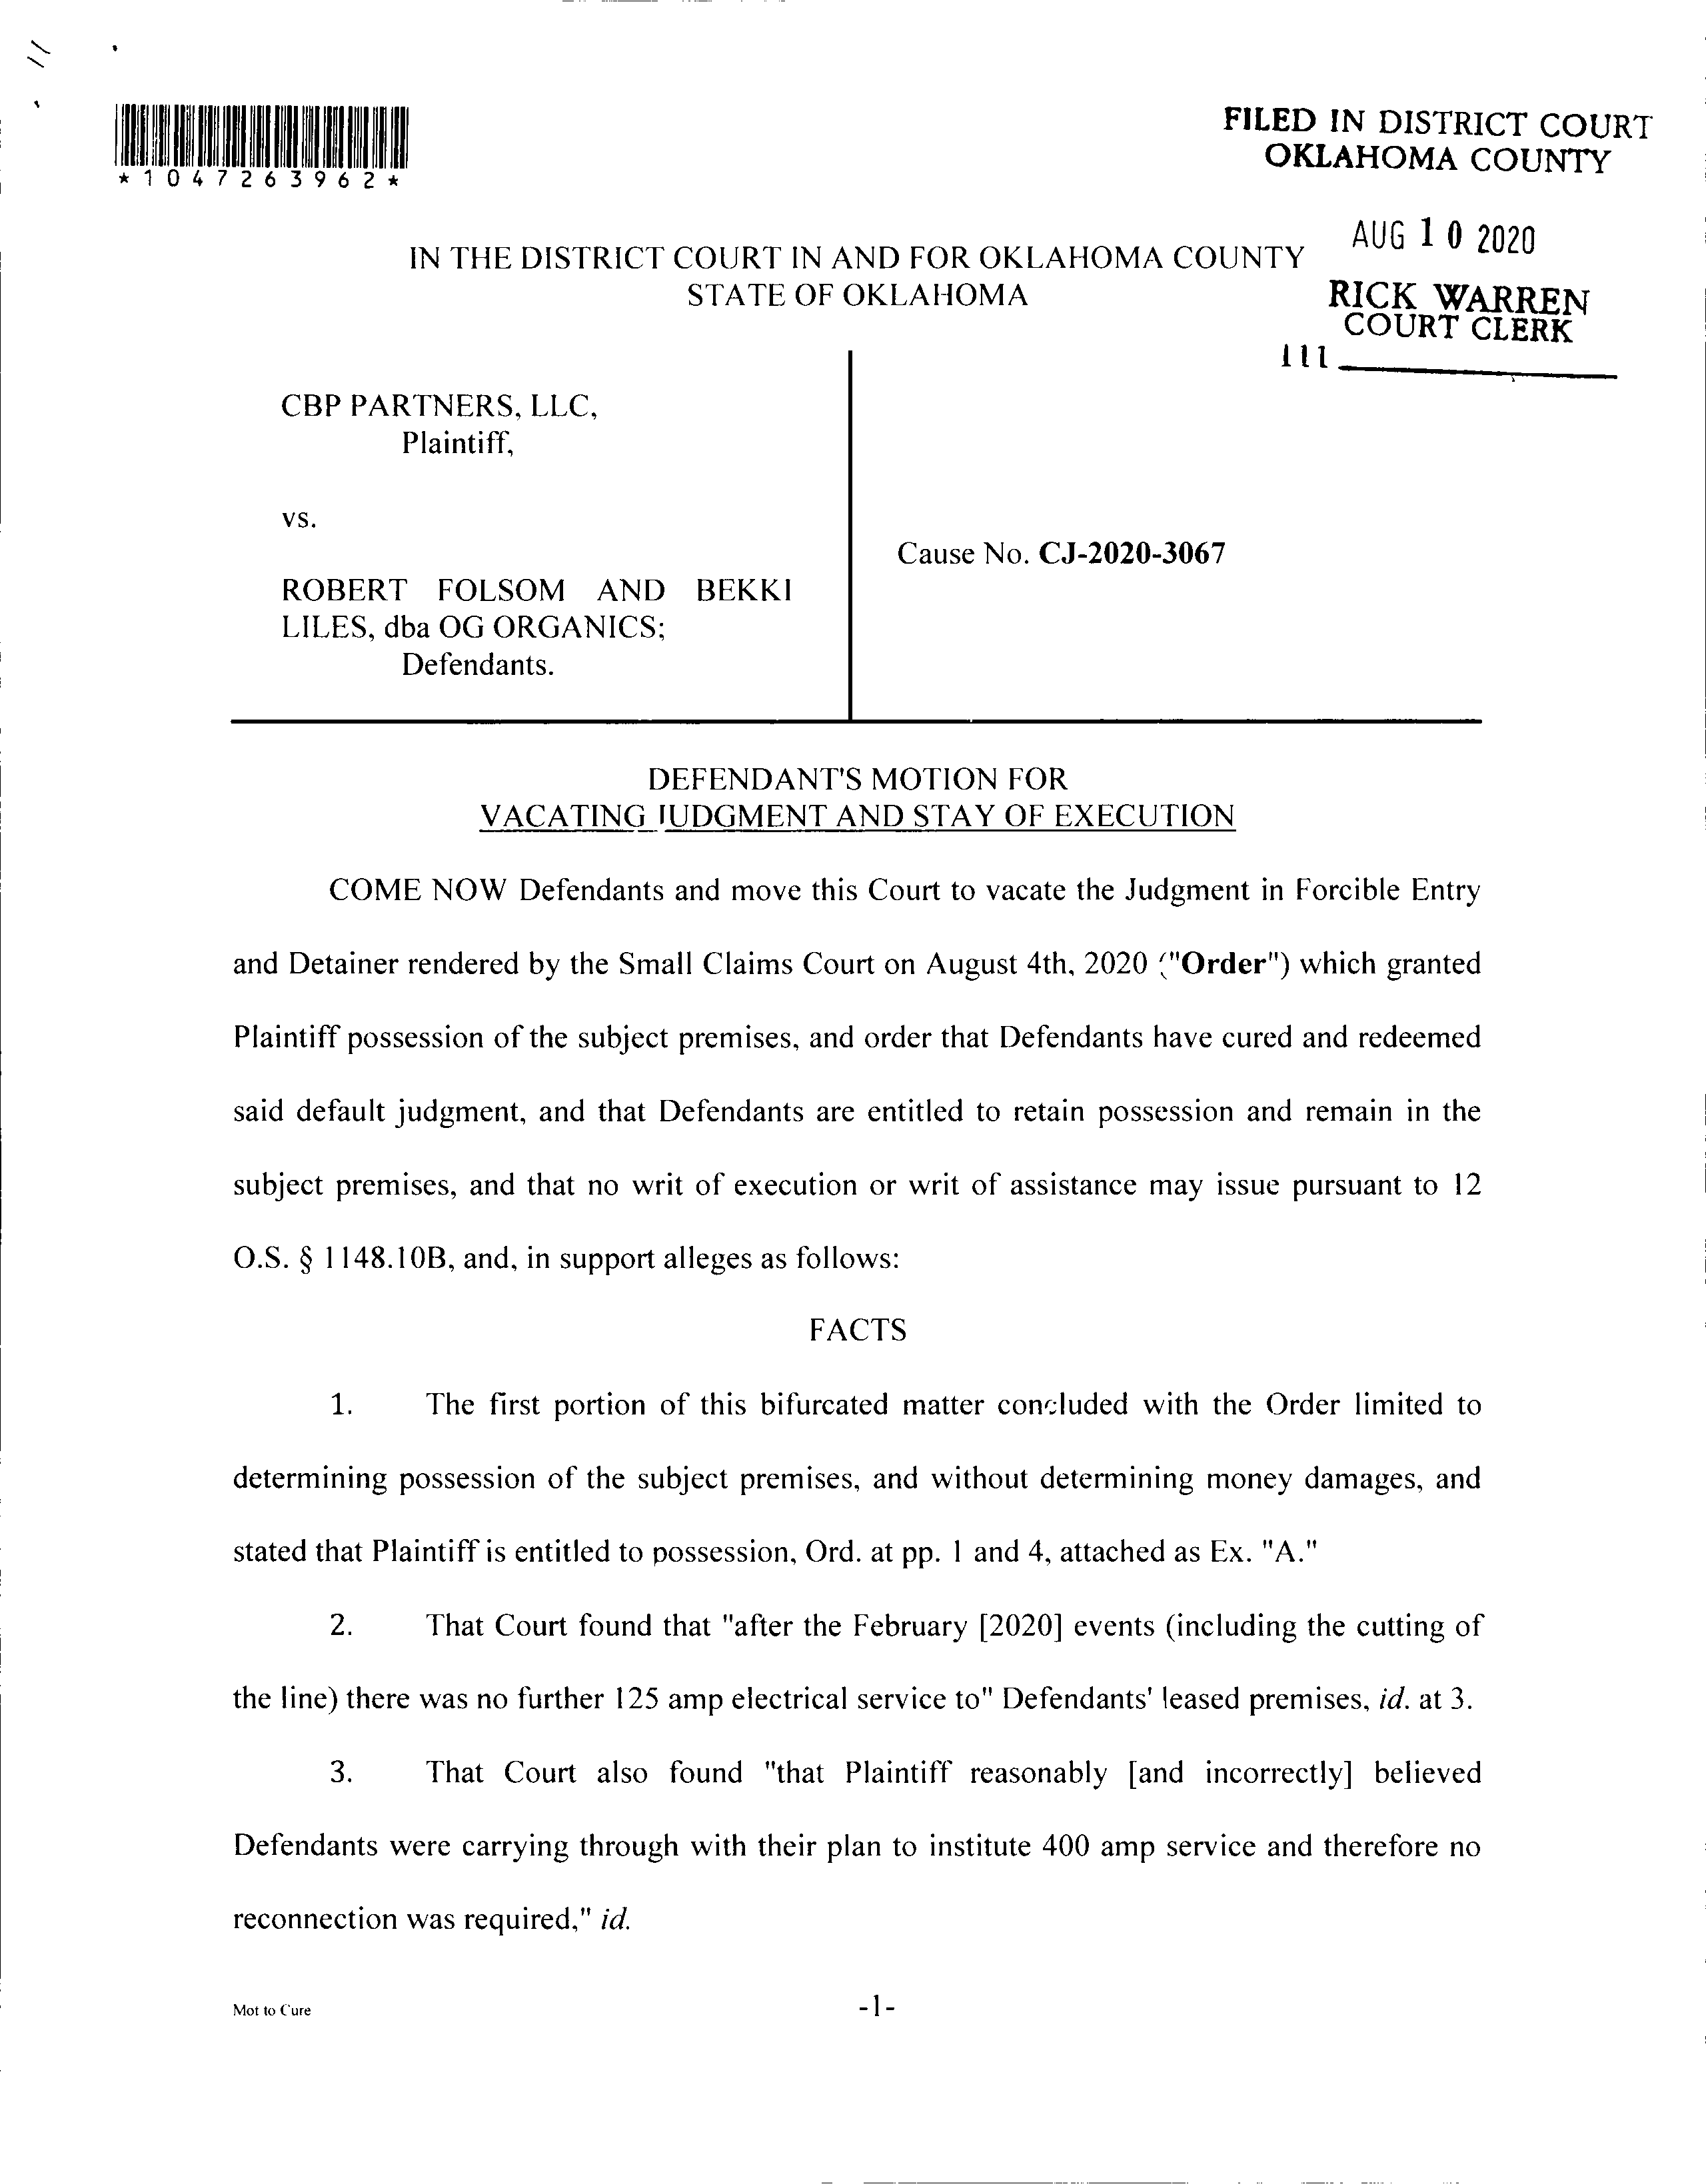 *1047263962*
FILED IN DISTRICT COURT
OKLAHOMA COUNTY
AUG 10 2020
RICK WARREN
COURT CLERK
111
IN THE DISTRICT COURT IN AND FOR OKLAHOMA COUNTY
STATE OF OKLAHOMA
CBP PARTNERS, LLC,
Plaintiff,
vs.
ROBERT FOLSOM AND BEKKI
LILES, dba OG ORGANICS;
Defendants.
Cause No. CJ-2020-3067
DEFENDANT'S MOTION FOR
VACATING JUDGMENT AND STAY OF EXECUTION
COME NOW Defendants and move this Court to vacate the Judgment in Forcible Entry
and Detainer rendered by the Small Claims Court on August 4th, 2020 ("Order") which granted
Plaintiff possession of the subject premises, and order that Defendants have cured and redeemed
said default judgment, and that Defendants are entitled to retain possession and remain in the
subject premises, and that no writ of execution or writ of assistance may issue pursuant to 12
O.S. § 1148.10B, and, in support alleges as follows:
FACTS
1. The first portion of this bifurcated matter concluded with the Order limited to
determining possession of the subject premises, and without determining money damages, and
stated that Plaintiff is entitled to possession, Ord. at pp. 1 and 4, attached as Ex. "A."
2. That Court found that "after the February [2020] events (including the cutting of
the line) there was no further 125 amp electrical service to" Defendants' leased premises, id. at 3.
3. That Court also found "that Plaintiff reasonably [and incorrectly] believed
Defendants were carrying through with their plan to institute 400 amp service and therefore no
reconnection was required," id.
Mot to Cure
-1-